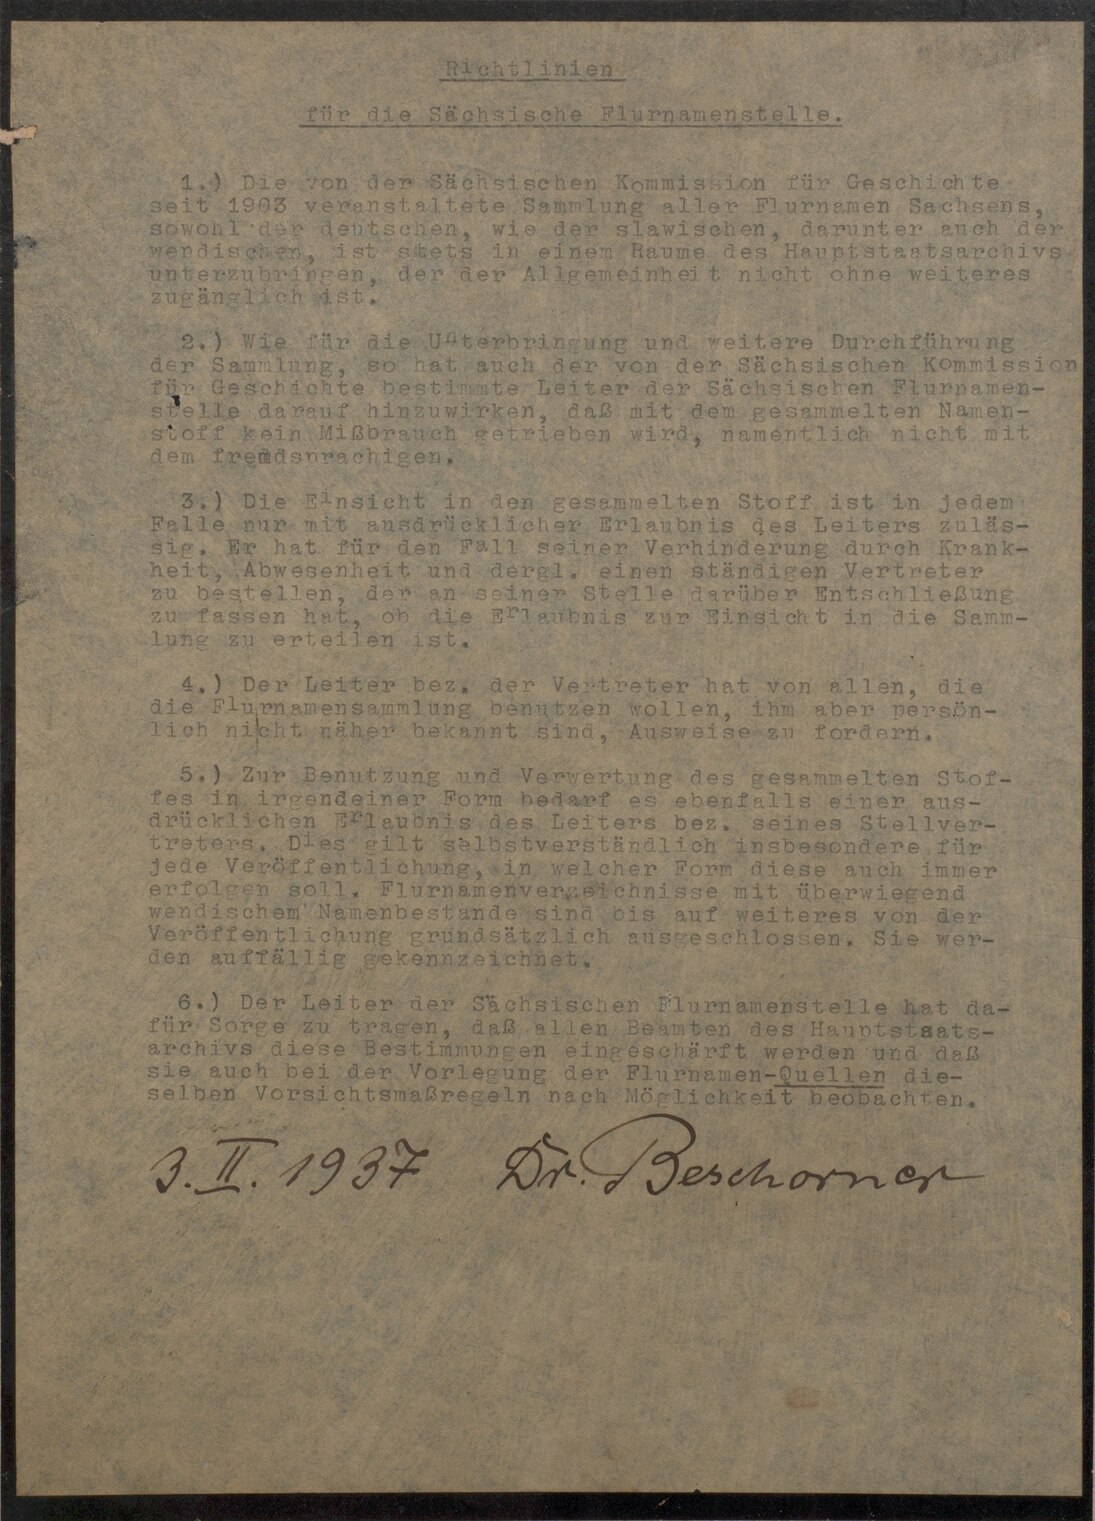 Richtlinien
für die Sächsische Flurnamenstelle.
1.) Die von der Sächsischen Kommission für Geschichte
seit 1903 veranstaltete Sammlung aller Flurnamen Sachsens,
sowohl der deutschen, wie der slawischen, darunter auch der
wendischen, ist stets in einem Raume des Hauptstaatsarchivs
unterzubringen, der der Allgemeinheit nicht ohne weiteres
zugänglich ist.
2.) Wie für die Unterbringung und weitere Durchführung
der Sammlung, so hat auch der von der Sächsischen Kommission
für Geschichte bestimmte Leiter der Sächsischen Flurnamen-
stelle darauf hinzuwirken, daß mit dem gesammelten Namen-
stoff kein Mißbrauch getrieben wird, namentlich nicht mit
dem fremdsprachigen.
3.) Die Einsicht in den gesammelten Stoff ist in jedem
Falle nur mit ausdrücklicher Erlaubnis des Leiters zuläs-
sig. Er hat für den Fall seiner Verhinderung durch Krank-
heit, Abwesenheit und dergl. einen ständigen Vertreter
zu bestellen, der an seiner Stelle darüber Entschließung
zu fassen hat, ob die Erlaubnis zur Einsicht in die Samm-
lung zu erteilen ist.
4.) Der Leiter bez. der Vertreter hat von allen, die
die Flurnamensammlung benutzen wollen, ihm aber persön-
lich nicht näher bekannt sind, Ausweise zu fordern.
5.) Zur Benutzung und Verwertung des gesammelten Stof-
fes in irgendeiner Form bedarf es ebenfalls einer aus-
drücklichen Erlaubnis des Leiters bez. seines Stellver-
treters. Dies gilt selbstverständlich insbesondere für
jede Veröffentlichung, in welcher Form diese auch immer
erfolgen soll. Flurnamenverzeichnisse mit überwiegend
wendischem Namenbestande sind bis auf weiteres von der
Veröffentlichung grundsätzlich ausgeschlossen. Sie wer-
den auffällig gekennzeichnet.
6.) Der Leiter der Sächsischen Flurnamenstelle hat da-
für Sorge zu tragen, daß allen Beamten des Hauptstaats-
archivs diese Bestimmungen eingeschärft werden und daß
sie auch bei der Vorlegung der Flurnamen-Quellen die-
selben Vorsichtsmaßregeln nach Möglichkeit beobachten.
3. II. 1937 Dr. Beschorner